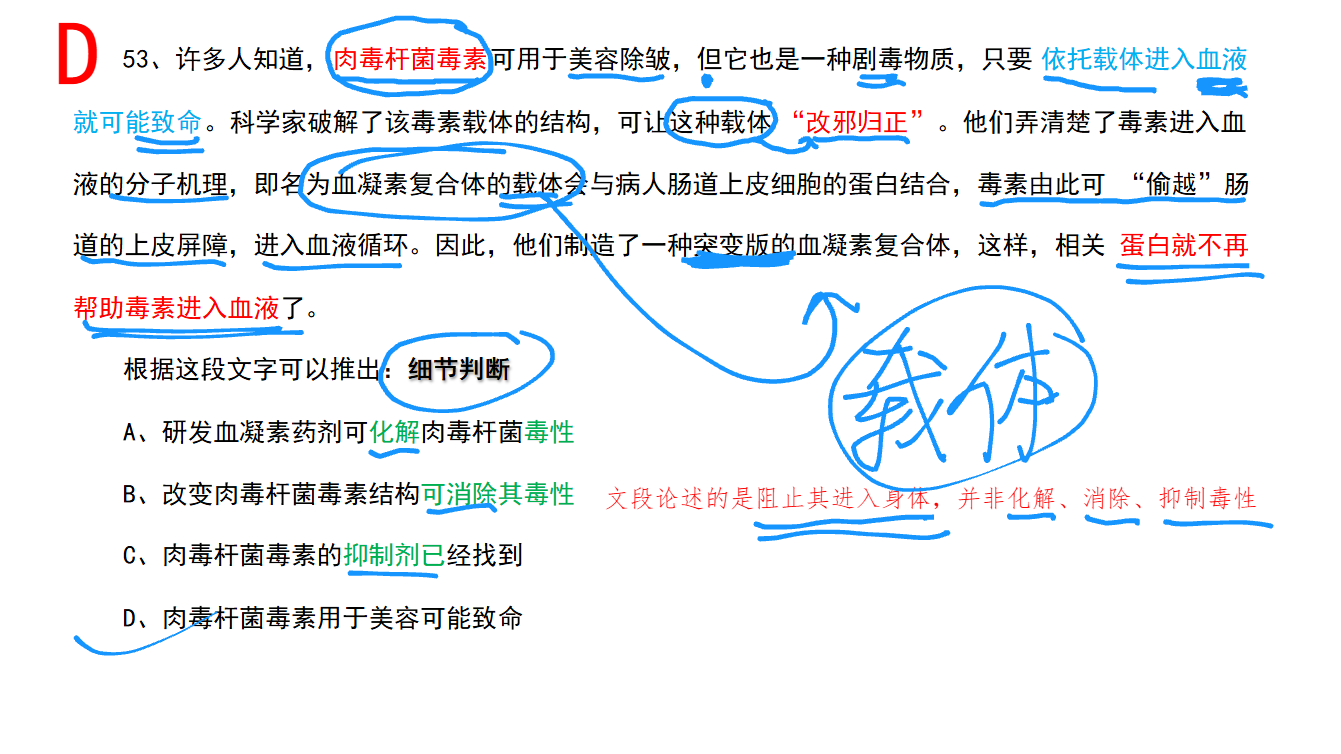 D
53、许多人知道，肉毒杆菌毒素可用于美容除皱，但它也是一种剧毒物质，只要 依托载体进入血液
就可能致命。科学家破解了该毒素载体的结构，可让这种载体 “改邪归正” 。他们弄清楚了毒素进入血
液的分子机理，即名为血凝素复合体的载体会与病人肠道上皮细胞的蛋白结合，毒素由此可 “偷越”肠
道的上皮屏障，进入血液循环。因此，他们制造了一种突变版的血凝素复合体，这样，相关 蛋白就不再
帮助毒素进入血液了。
根据这段文字可以推出：细节判断
载体
A、研发血凝素药剂可化解肉毒杆菌毒性
B、改变肉毒杆菌毒素结构可消除其毒性
文段论述的是阻止其进入身体，并非化解、消除、抑制毒性
C、肉毒杆菌毒素的抑制剂已经找到
D、肉毒杆菌毒素用于美容可能致命